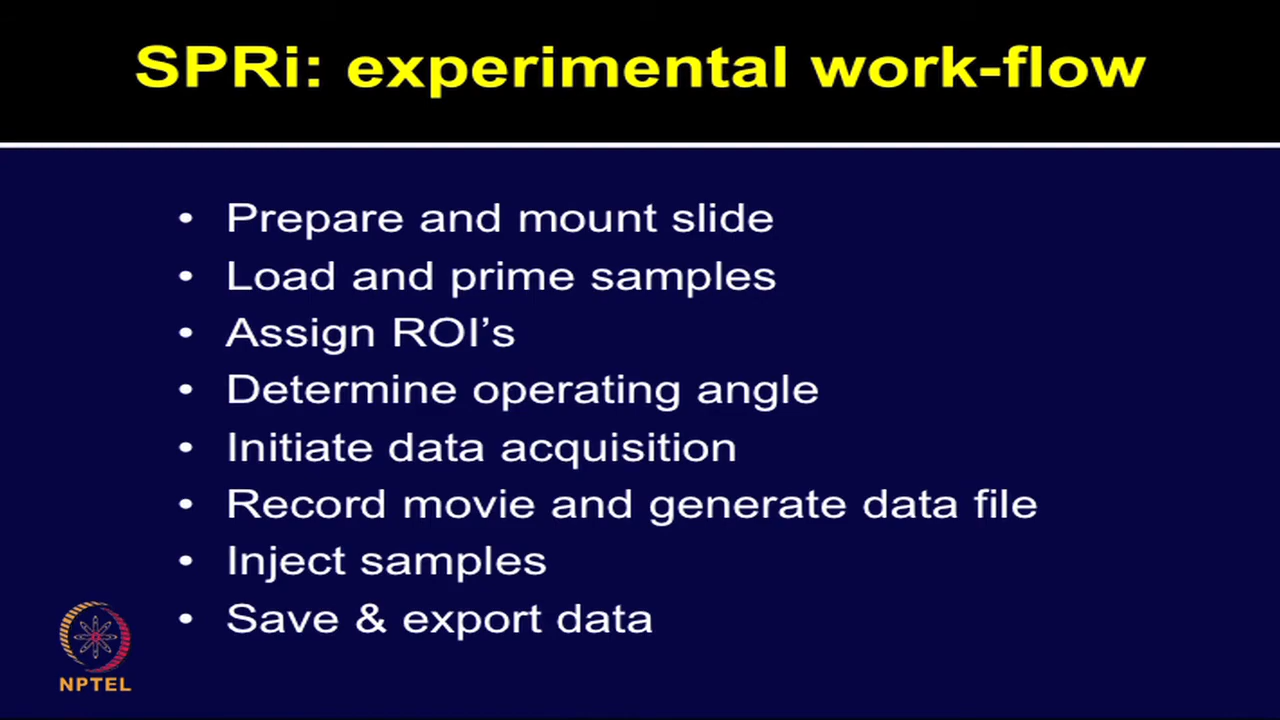 SPRi: experimental work-flow
• Prepare and mount slide
• Load and prime samples
• Assign ROI’s
• Determine operating angle
• Initiate data acquisition
• Record movie and generate data file
• Inject samples
• Save & export data
NPTEL